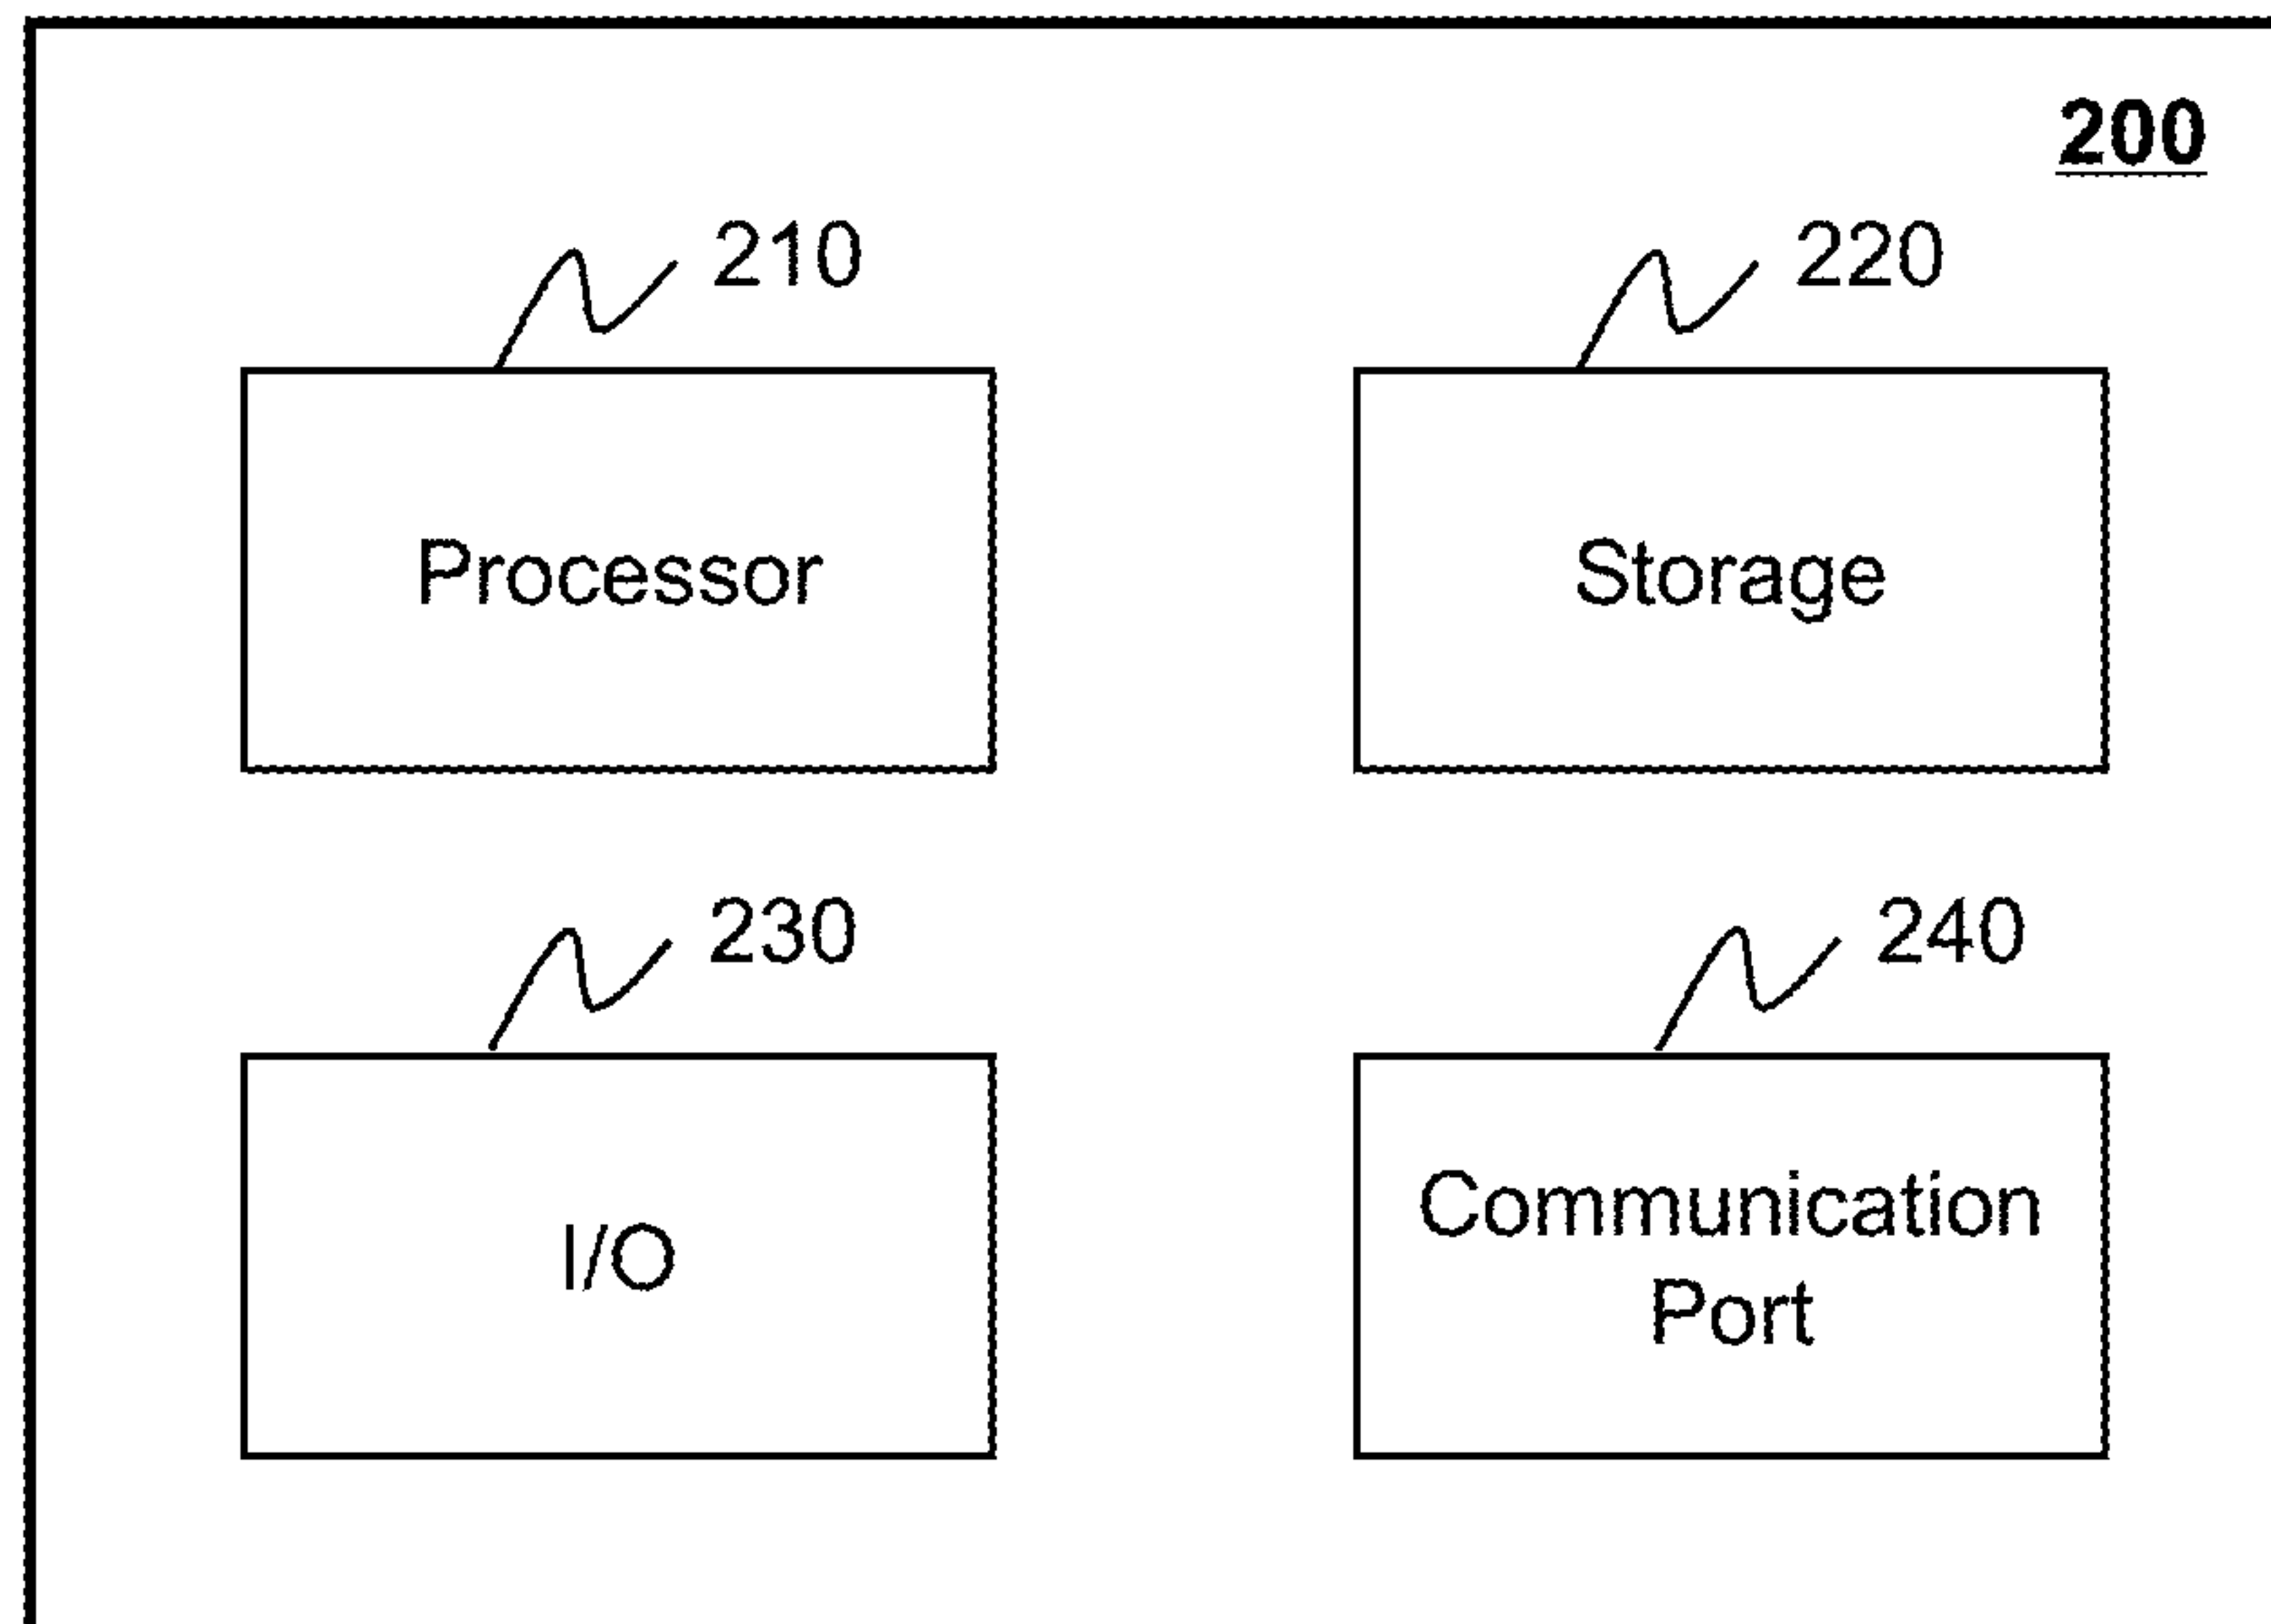 200
210
220
Processor
Storage
230
240
I/O
Communication
Port